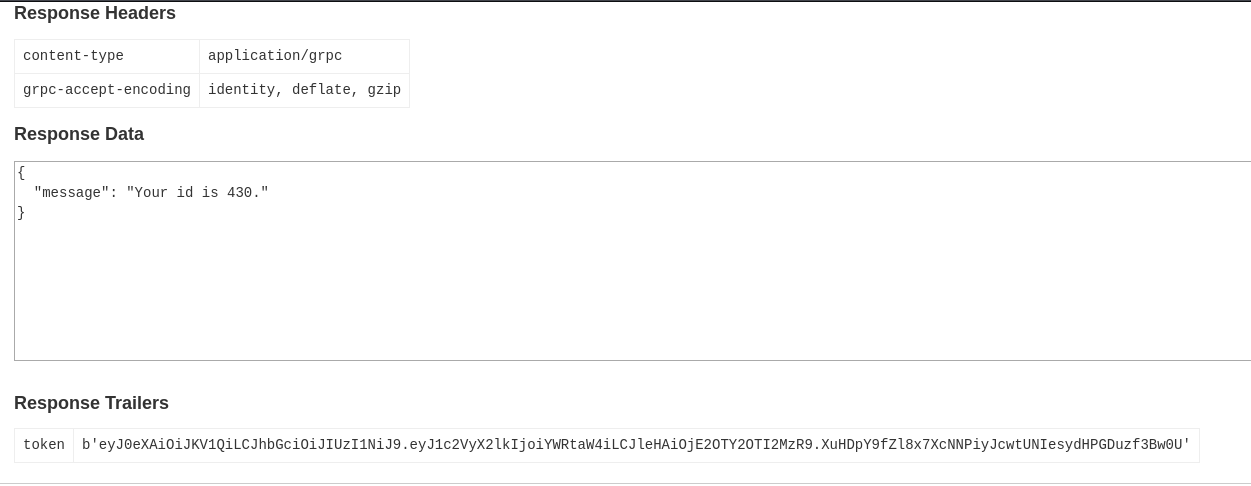 Response Headers
content-type application/grpc
grpc-accept-encoding identity, deflate, gzip
Response Data
{
"message": "Your id is 430."
}
Response Trailers
token b'eyJ0eXAiOiJKV1QiLCJhbGciOiJIUzI1NiJ9.eyJ1c2VyX2lkIjoiYWRtaW4iLCJleHAiOjE2OTY2OTI2MzR9.XuHDpY9fZl8x7XcNNPiyJcwtUNIesydHPGDuzf3Bw0U'